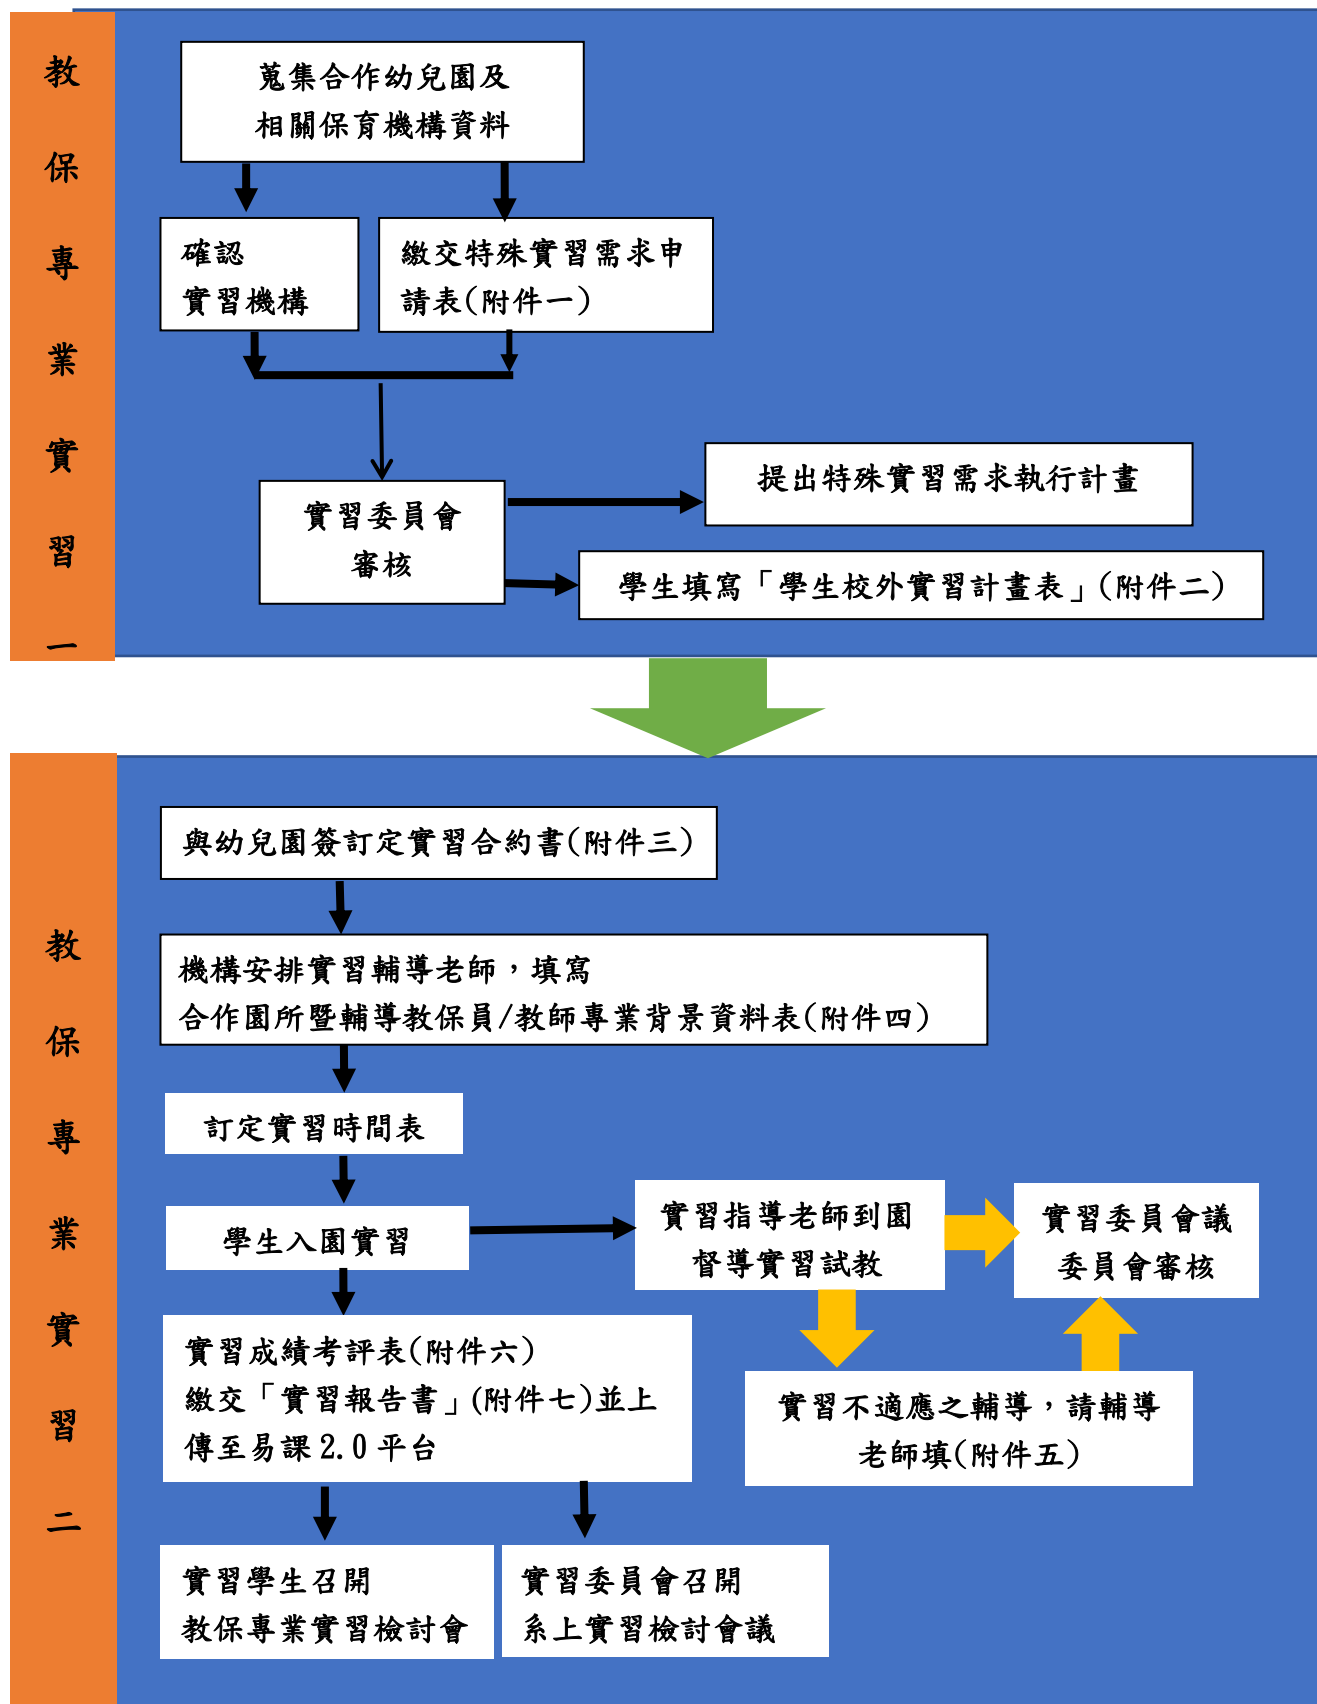 教保專業實習一
蒐集合作幼兒園及
相關保育機構資料
確認
實習機構
繳交特殊實習需求申
請表(附件一)
實習委員會
審核
提出特殊實習需求執行計畫
學生填寫「學生校外實習計畫表」(附件二)
教保專業實習二
與幼兒園簽訂定實習合約書(附件三)
機構安排實習輔導老師，填寫
合作園所暨輔導教保員/教師專業背景資料表(附件四)
訂定實習時間表
學生入園實習
實習指導老師到園
督導實習試教
實習委員會議
委員會審核
實習不適應之輔導，請輔導
老師填(附件五)
實習成績考評表(附件六)
繳交「實習報告書」(附件七)並上
傳至易課2.0平台
實習學生召開
教保專業實習檢討會
實習委員會召開
系上實習檢討會議